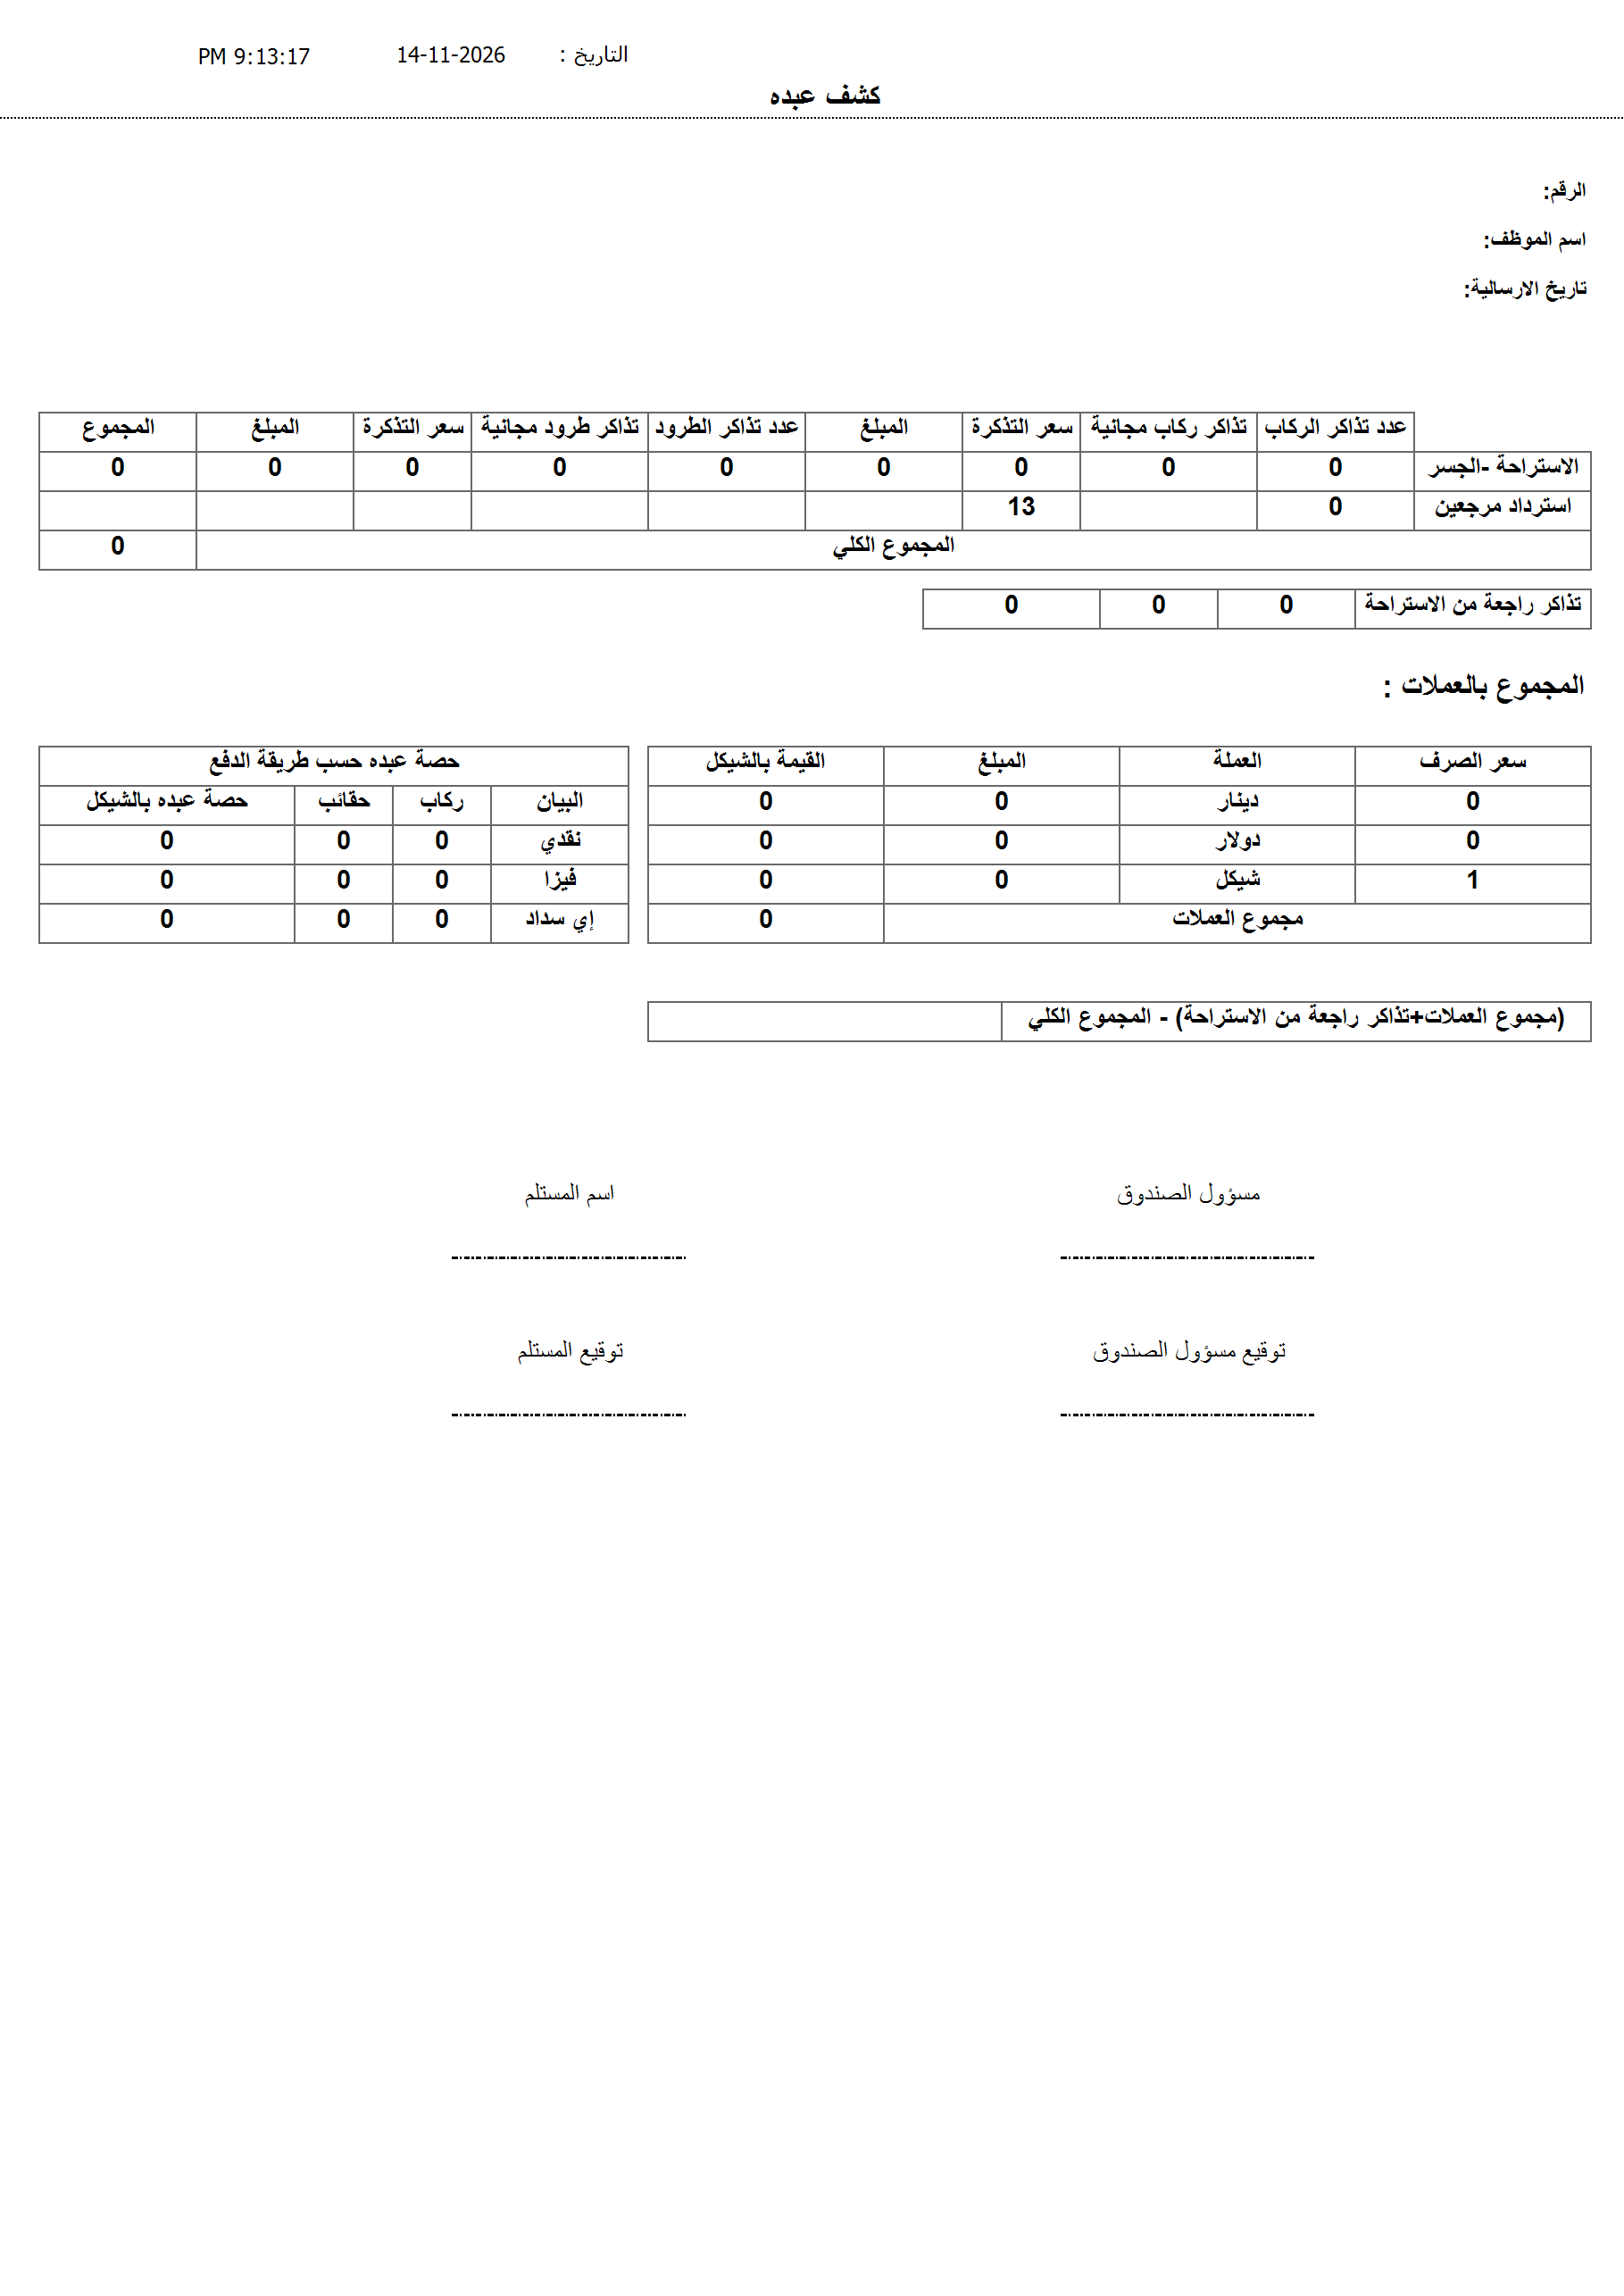 التاريخ : 14-11-2026 9:13:17 PM
كشف عبده
الرقم:
اسم الموظف:
تاريخ الارسالية:
عدد تذاكر الركاب تذاكر ركاب مجانية سعر التذكرة المبلغ عدد تذاكر الطرود تذاكر طرود مجانية سعر التذكرة المبلغ المجموع
الاستراحة -الجسر 0 0 0 0 0 0 0 0 0
استرداد مرجعين 0 13
المجموع الكلي 0
تذاكر راجعة من الاستراحة 0 0 0
المجموع بالعملات :
سعر الصرف العملة المبلغ القيمة بالشيكل
0 دينار 0 0
0 دولار 0 0
1 شيكل 0 0
مجموع العملات 0
حصة عبده حسب طريقة الدفع
البيان ركاب حقائب حصة عبده بالشيكل
نقدي 0 0 0
فيزا 0 0 0
إي سداد 0 0 0
(مجموع العملات+تذاكر راجعة من الاستراحة) - المجموع الكلي
مسؤول الصندوق اسم المستلم
توقيع مسؤول الصندوق توقيع المستلم